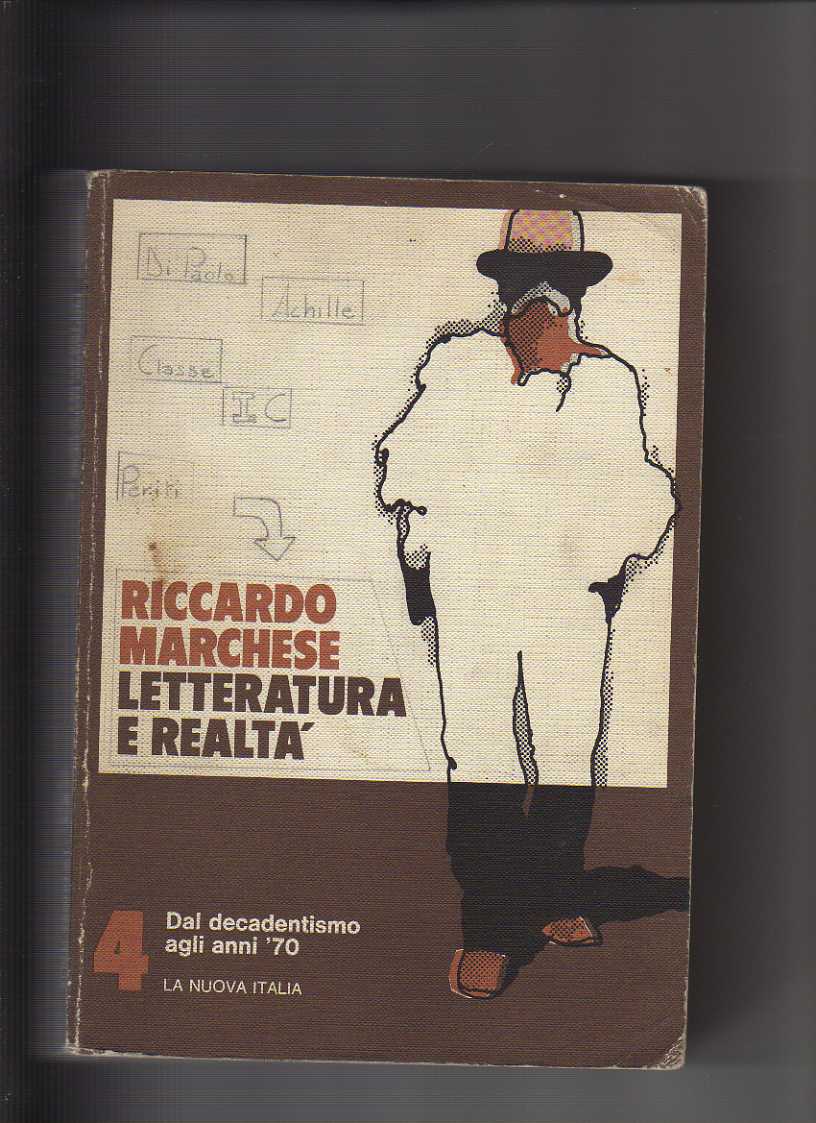 Di Paolo
Achille
Classe
I.C
Periti
RICCARDO
MARCHESE
LETTERATURA
E REALTA´
4
Dal decadentismo
agli anni '70
LA NUOVA ITALIA